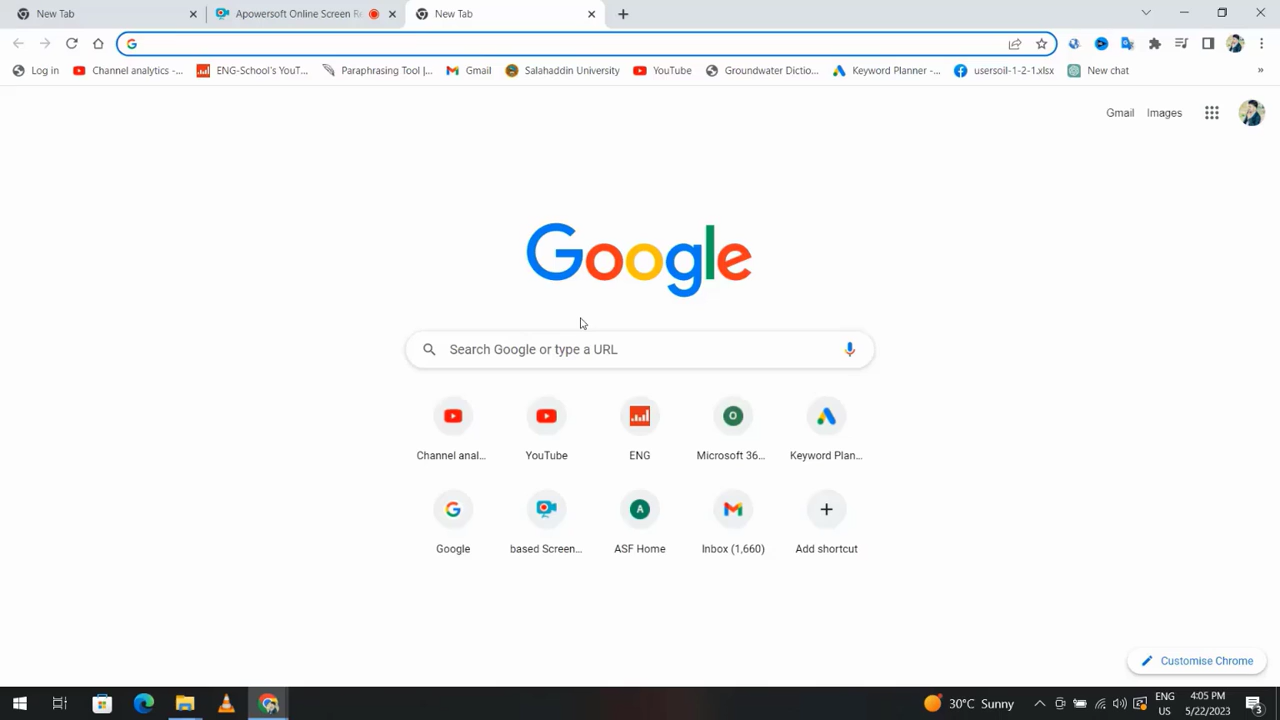 New Tab
Apowersoft Online Screen Re
New Tab
Log in
Channel analytics -...
ENG-School's YouT...
Paraphrasing Tool |...
Gmail
Salahaddin University
YouTube
Groundwater Dictio...
Keyword Planner -...
usersoil-1-2-1.xlsx
New chat
»
Gmail
Images
Google
Search Google or type a URL
Channel anal...
YouTube
ENG
O
Microsoft 36...
Keyword Plan...
Google
based Screen...
A
ASF Home
Inbox (1,660)
Add shortcut
Customise Chrome
30°C Sunny
ENG
US
4:05 PM
5/22/2023
3